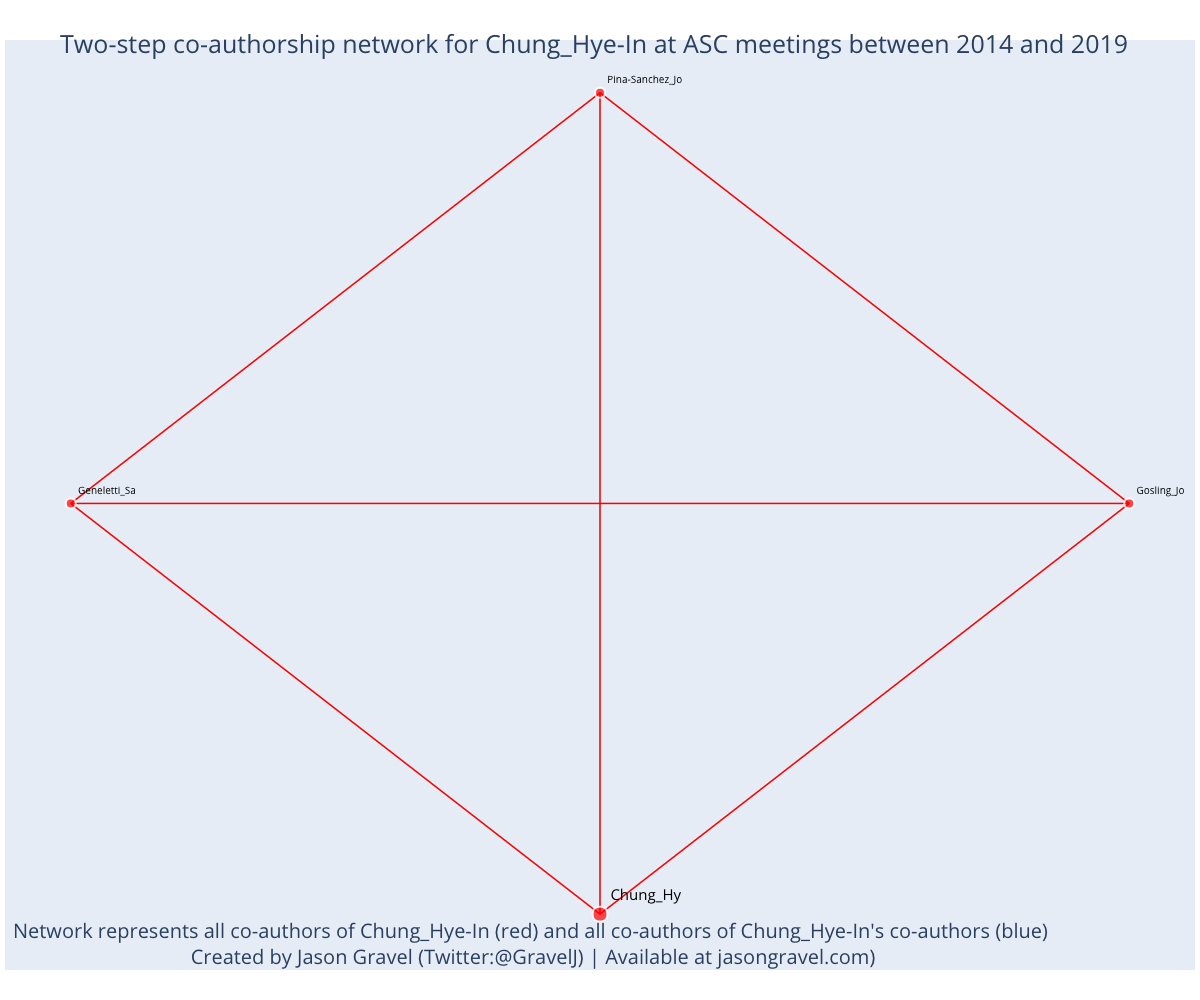 Two-step co-authorship network for Chung_Hye-In at ASC meetings between 2014 and 2019
Pina-Sanchez_Jo
Geneletti_Sa
Gosling_Jo
Chung_Hy
Network represents all co-authors of Chung_Hye-In (red) and all co-authors of Chung_Hye-In's co-authors (blue)
Created by Jason Gravel (Twitter:@GravelJ) | Available at jasongravel.com)